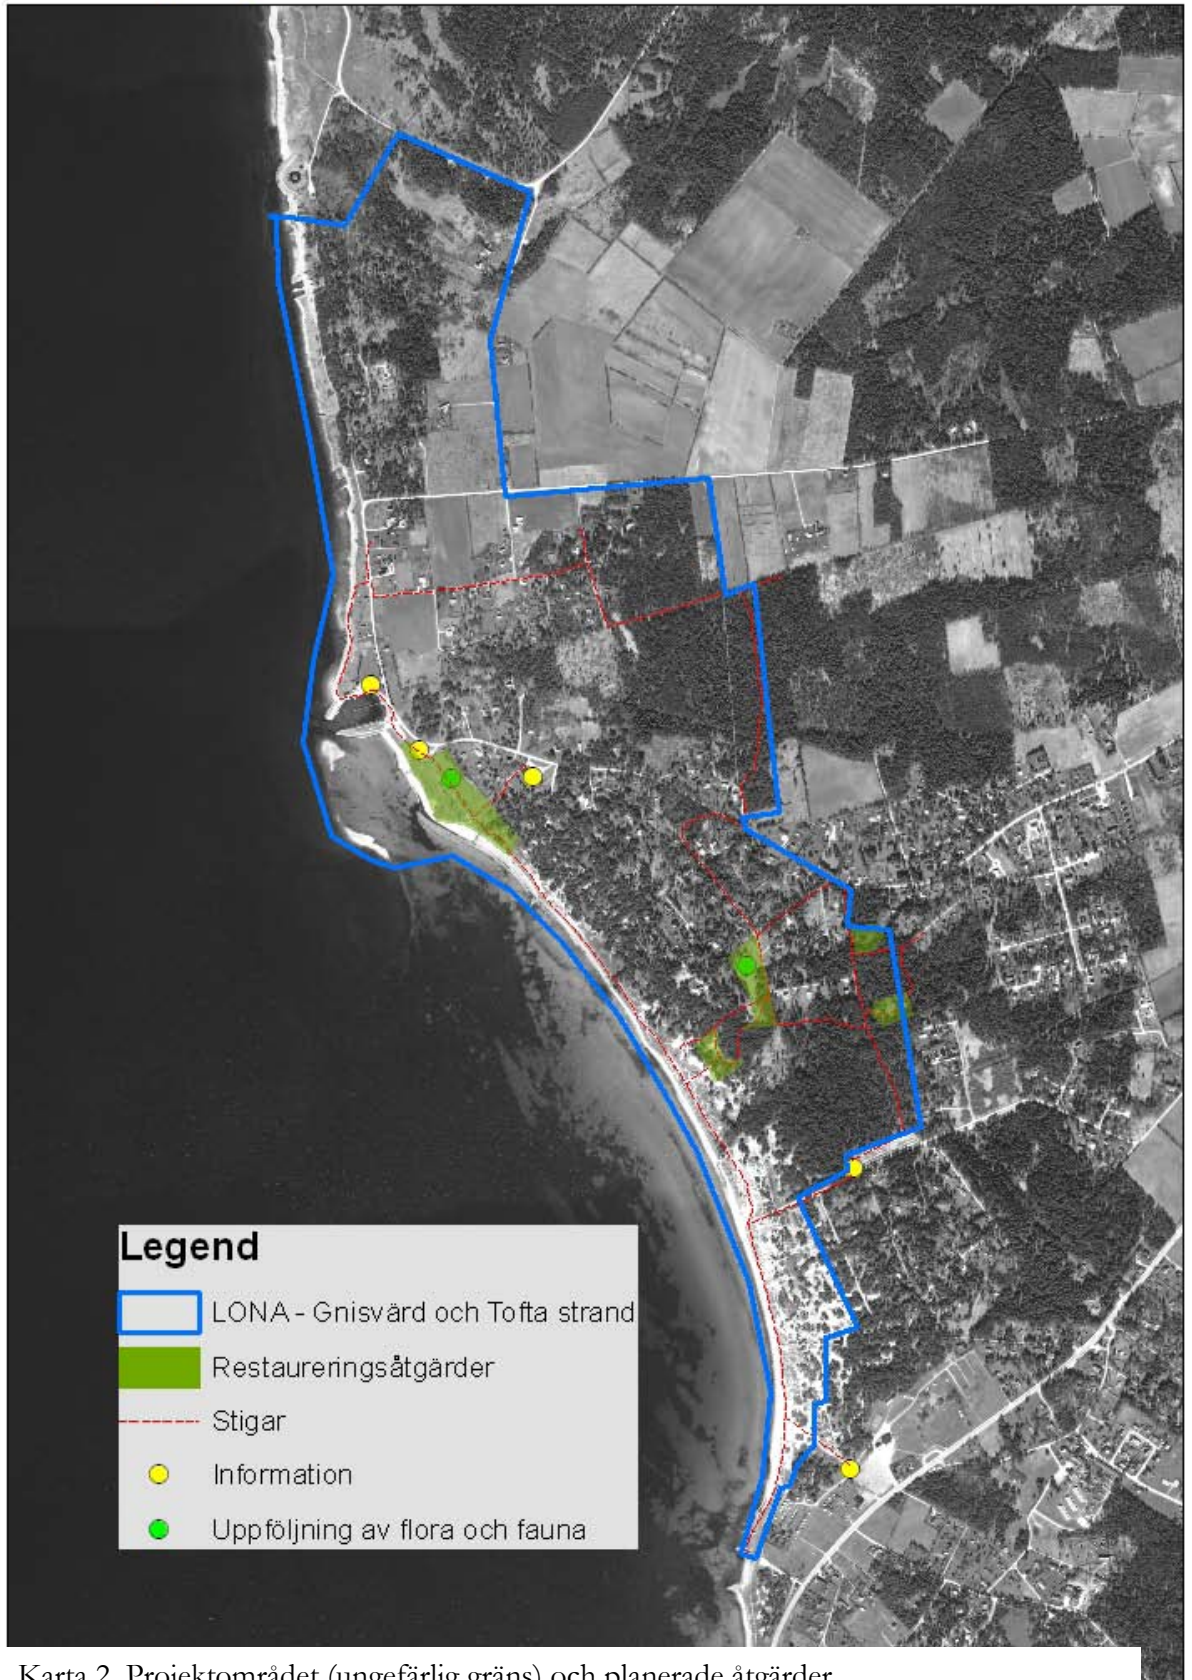 Legend
LONA - Gnisvärd och Tofta strand
Restaureringsåtgärder
Stigar
Information
Uppföljning av flora och fauna
Karta 2. Projektområdet (ungefärlig gräns) och planerade åtgärder